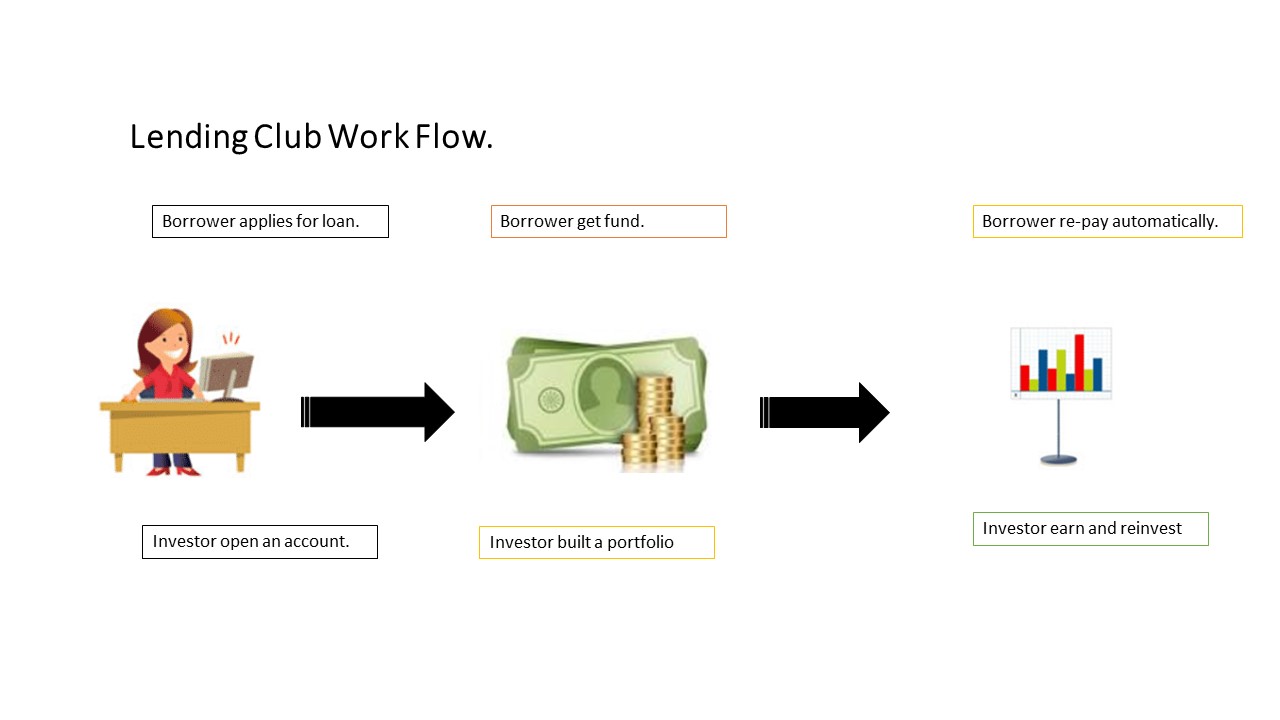 Lending Club Work Flow.
Borrower applies for loan.
Borrower get fund.
Borrower re-pay automatically.
Investor open an account.
Investor built a portfolio
Investor earn and reinvest